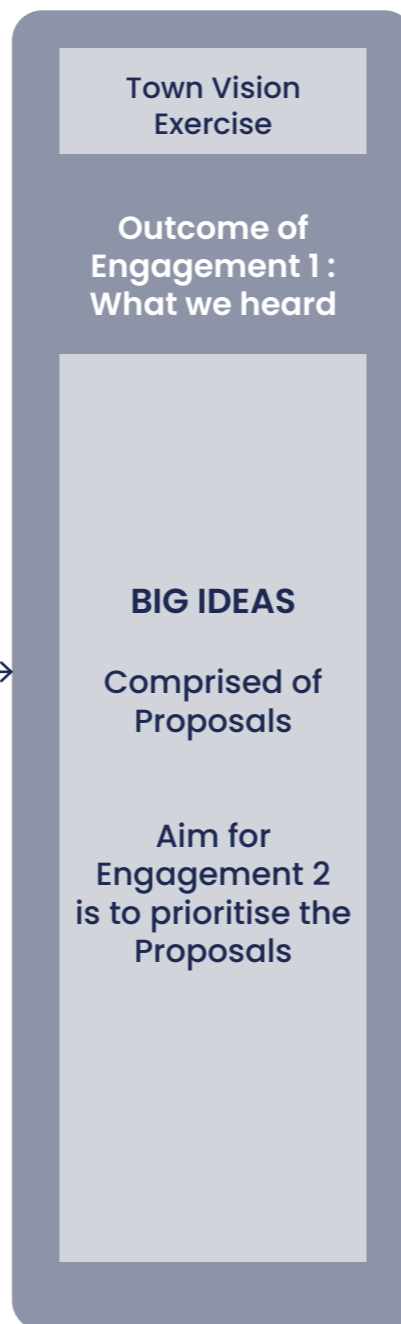 Town Vision
Exercise
Outcome of
Engagement 1 :
What we heard
BIG IDEAS
Comprised of
Proposals
Aim for
Engagement 2
is to prioritise the
Proposals